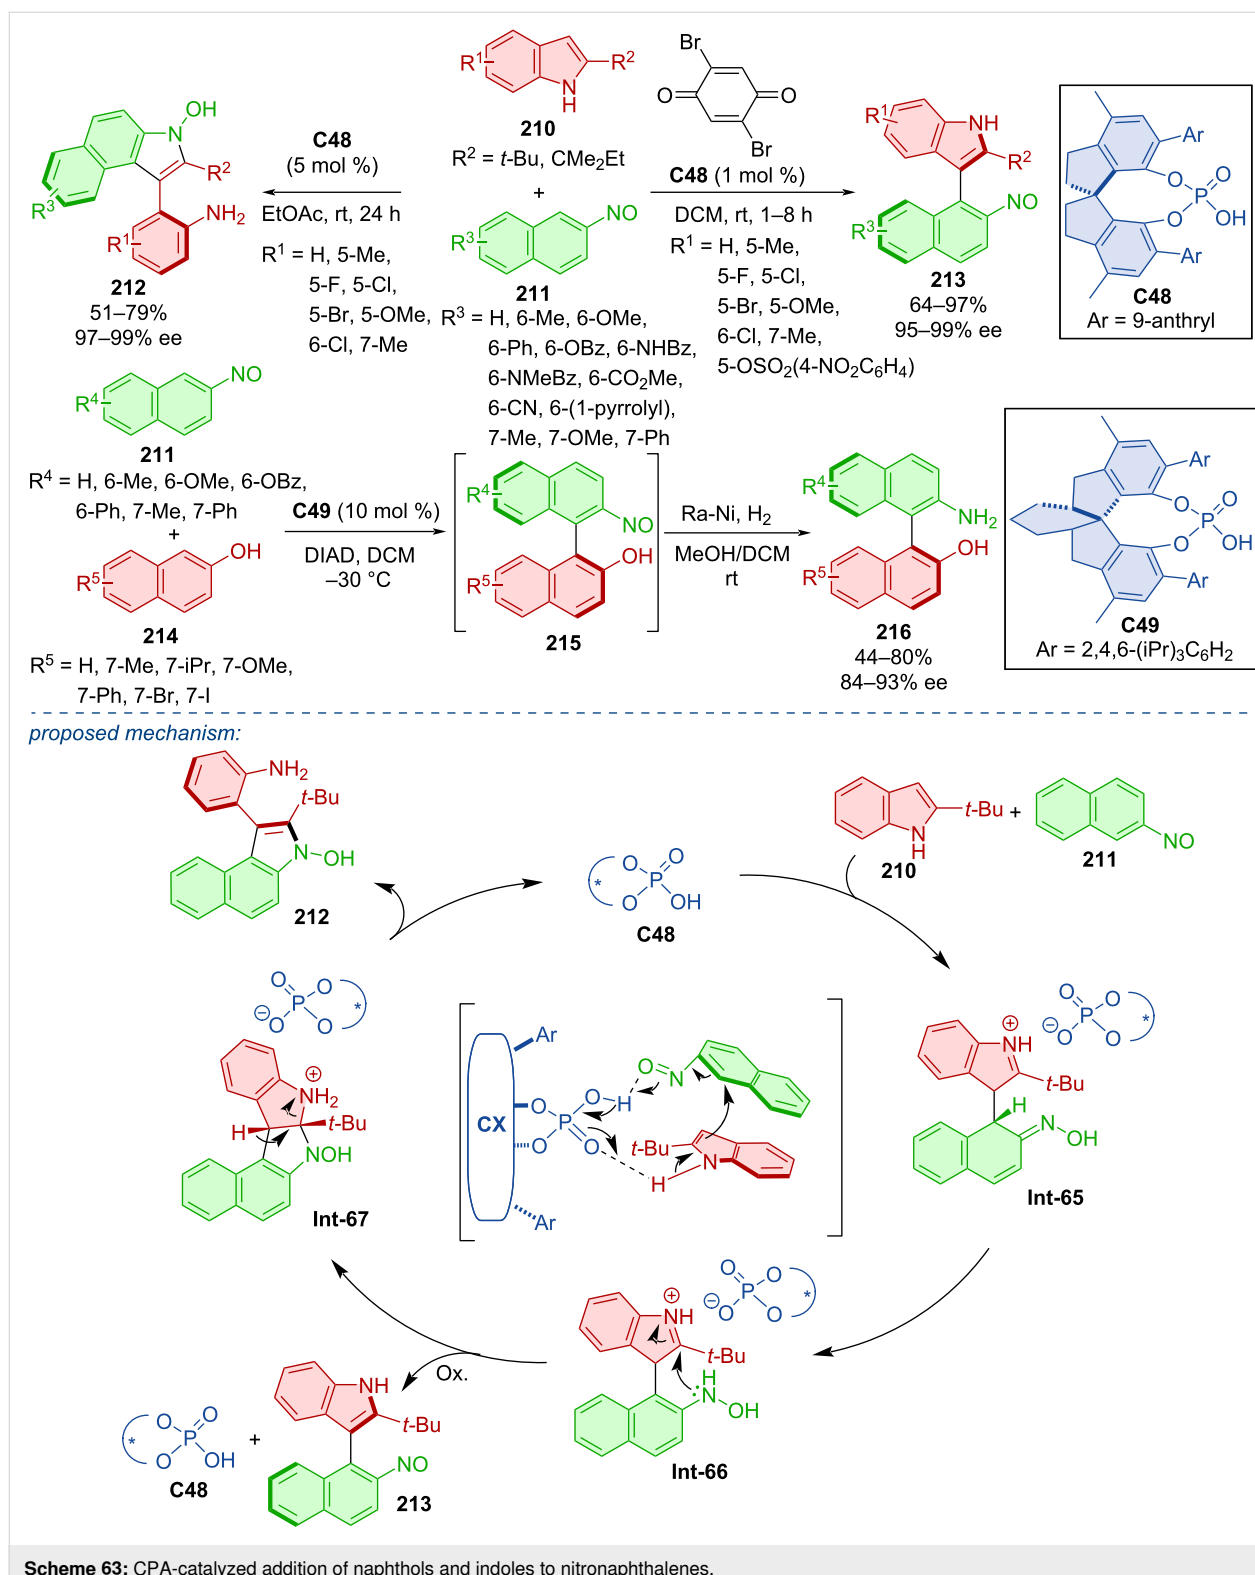 R1
R2
N
H
210
R2 = t-Bu, CMe2Et
+
R3
NO
211
R3 = H, 6-Me, 6-OMe,
6-Ph, 6-OBz, 6-NHBz,
6-NMeBz, 6-CO2Me,
6-CN, 6-(1-pyrrolyl),
7-Me, 7-OMe, 7-Ph
C48
(5 mol %)
EtOAc, rt, 24 h
R1 = H, 5-Me,
5-F, 5-Cl,
5-Br, 5-OMe,
6-Cl, 7-Me
OH
N
R2
R3
NH2
R1
212
51–79%
97–99% ee
Br
O
O
Br
C48 (1 mol %)
DCM, rt, 1–8 h
R1 = H, 5-Me,
5-F, 5-Cl,
5-Br, 5-OMe,
6-Cl, 7-Me,
5-OSO2(4-NO2C6H4)
R1
NH
R2
NO
R3
213
64–97%
95–99% ee
Ar
O
P
O
OH
O
Ar
C48
Ar = 9-anthryl
NO
R4
211
R4 = H, 6-Me, 6-OMe, 6-OBz,
6-Ph, 7-Me, 7-Ph
+
OH
R5
214
R5 = H, 7-Me, 7-iPr, 7-OMe,
7-Ph, 7-Br, 7-I
C49 (10 mol %)
DIAD, DCM
–30 °C
R4
NO
OH
R5
215
Ra-Ni, H2
MeOH/DCM
rt
R4
NH2
OH
R5
216
44–80%
84–93% ee
Ar
O
P
O
OH
O
Ar
C49
Ar = 2,4,6-(iPr)3C6H2
proposed mechanism:
NH2
t-Bu
N
OH
212
O
P
O
O
OH
*
C48
t-Bu
N
H
210
+
NO
211
O
P
O
O
O
⊖
*
⊕
NH2
H
t-Bu
NOH
Int-67
Ar
CX
O
P
O
H
O
O
Ar
O
N
t-Bu
N
H
O
P
O
O
O
⊖
*
⊕
NH
t-Bu
H
N
OH
Int-65
O
P
O
O
O
⊖
*
⊕
NH
t-Bu
H
N
OH
Int-66
Ox.
O
P
O
O
OH
*
C48
+
NH
t-Bu
NO
213
Scheme 63: CPA-catalyzed addition of naphthols and indoles to nitronaphthalenes.